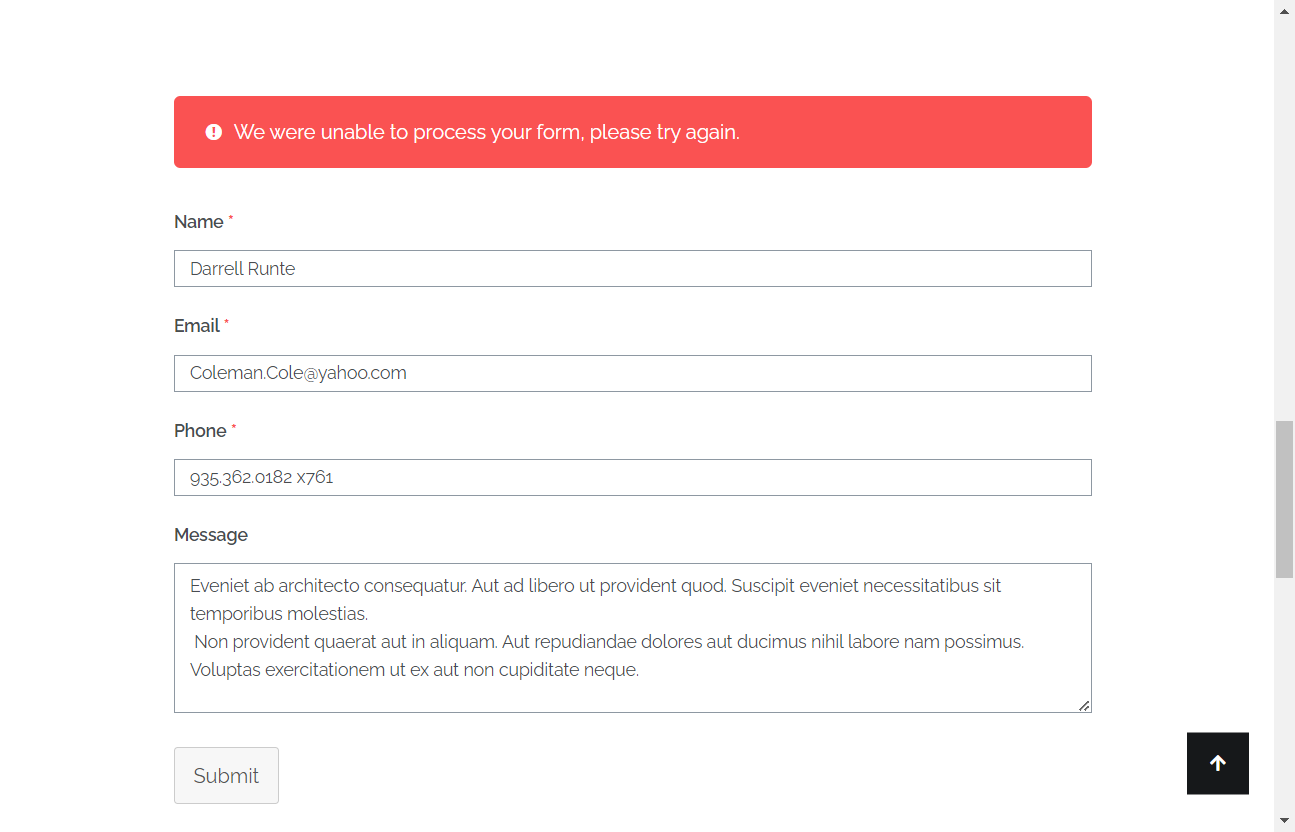 We were unable to process your form, please try again.
Name *
Darrell Runte
Email *
Coleman.Cole@yahoo.com
Phone *
935.362.0182 x761
Message
Eveniet ab architecto consequatur. Aut ad libero ut provident quod. Suscipit eveniet necessitatibus sit
temporibus molestias.
Non provident quaerat aut in aliquam. Aut repudiandae dolores aut ducimus nihil labore nam possimus.
Voluptas exercitationem ut ex aut non cupiditate neque.
Submit